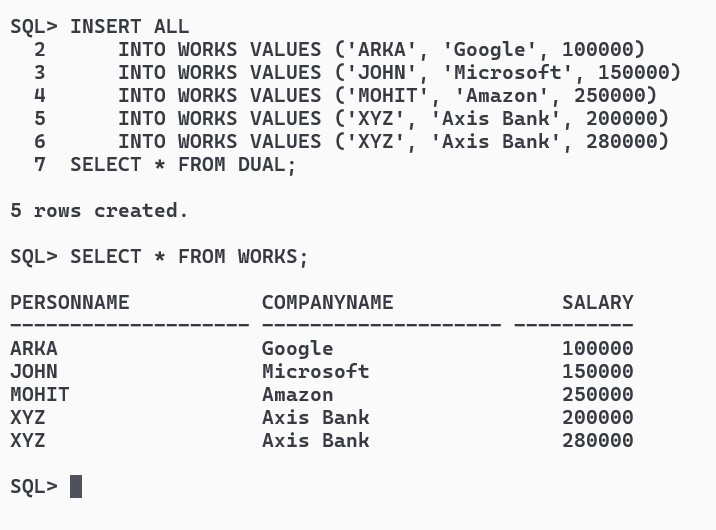 SQL> INSERT ALL
  2      INTO WORKS VALUES ('ARKA', 'Google', 100000)
  3      INTO WORKS VALUES ('JOHN', 'Microsoft', 150000)
  4      INTO WORKS VALUES ('MOHIT', 'Amazon', 250000)
  5      INTO WORKS VALUES ('XYZ', 'Axis Bank', 200000)
  6      INTO WORKS VALUES ('XYZ', 'Axis Bank', 280000)
  7  SELECT * FROM DUAL;

5 rows created.

SQL> SELECT * FROM WORKS;

PERSONNAME           COMPANYNAME              SALARY
-------------------- -------------------- ----------
ARKA                 Google                   100000
JOHN                 Microsoft                150000
MOHIT                Amazon                   250000
XYZ                  Axis Bank                200000
XYZ                  Axis Bank                280000

SQL>